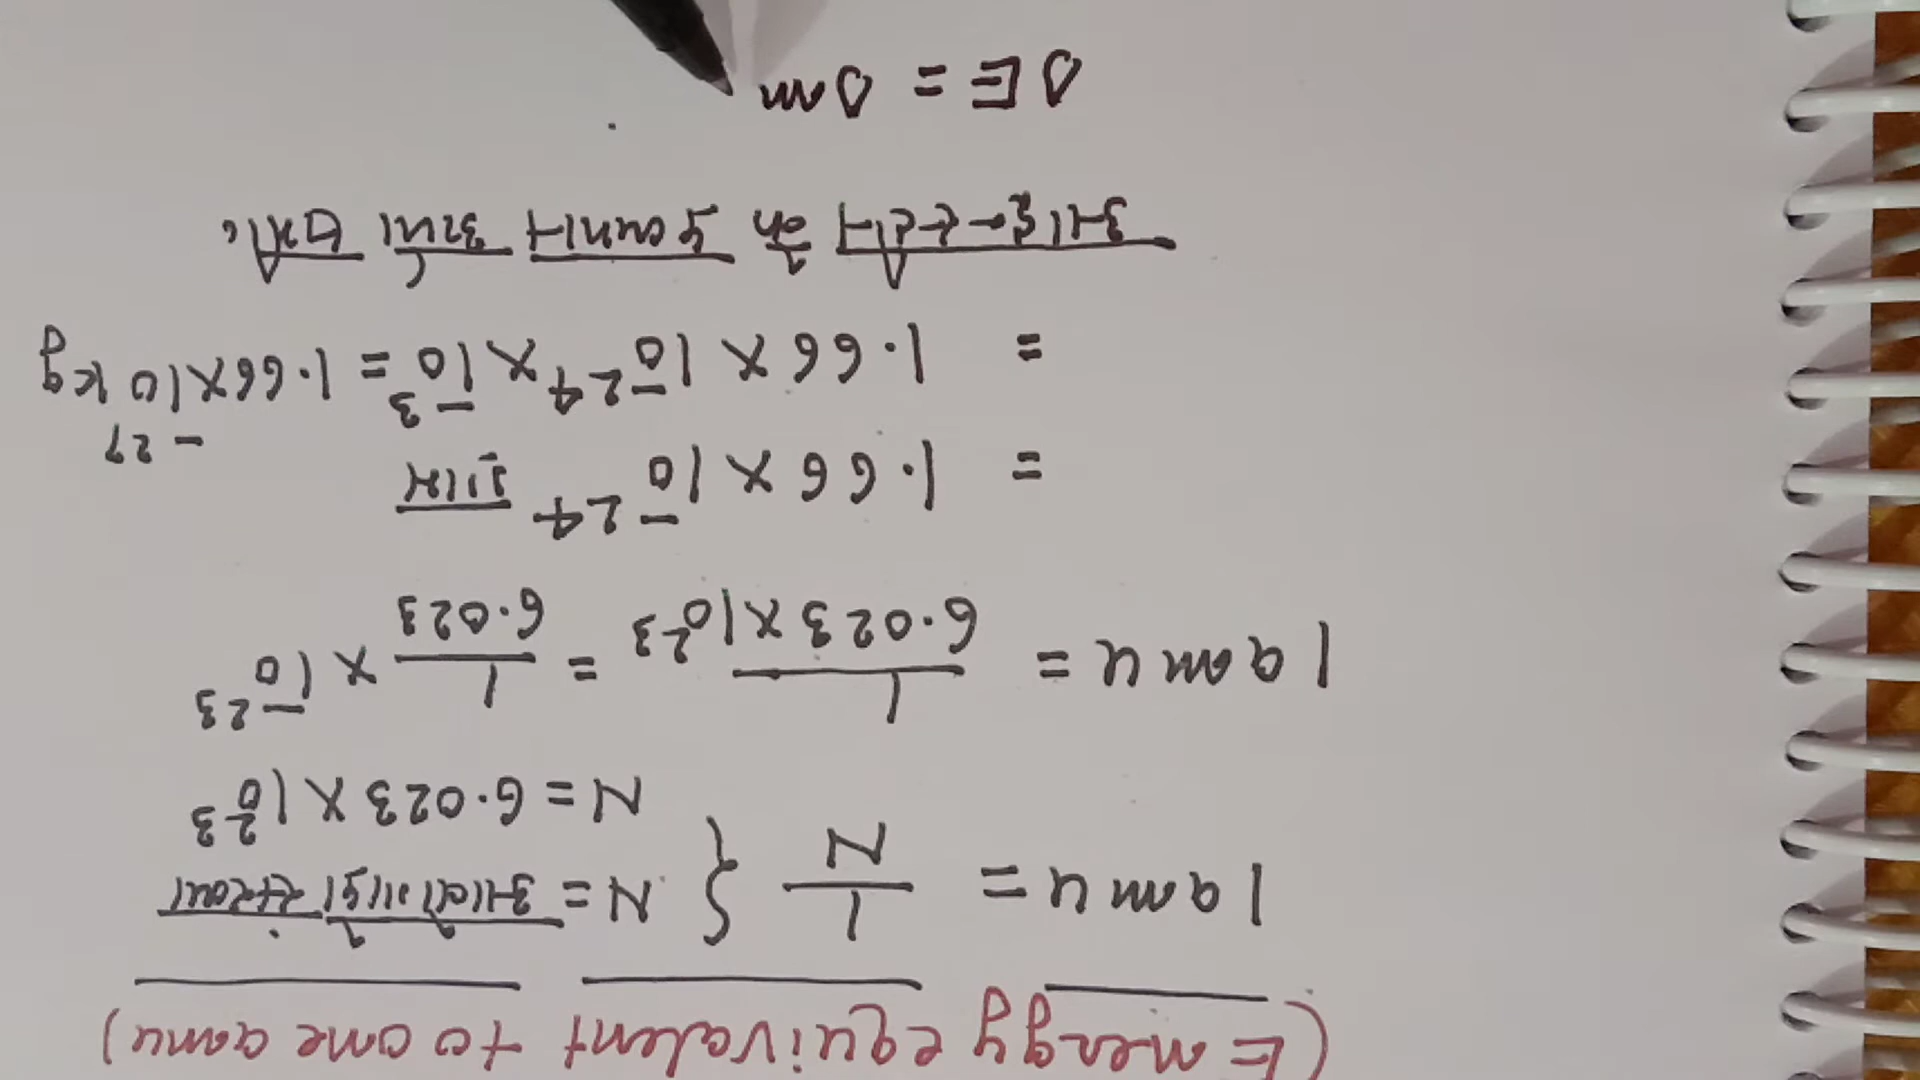 (Energy equivalent to one amu)
1 amu = 1/N { N = आवोगाड्रो संख्या
N = 6.023 × 10²³
1 amu = 1/(6.023 × 10²³) = 1/6.023 × 10⁻²³
= 1.66 × 10⁻²⁴ ग्राम
= 1.66 × 10⁻²⁴ × 10⁻³ = 1.66 × 10⁻²⁷ kg
आइंस्टीन के द्रव्यमान ऊर्जा
ΔE = Δm